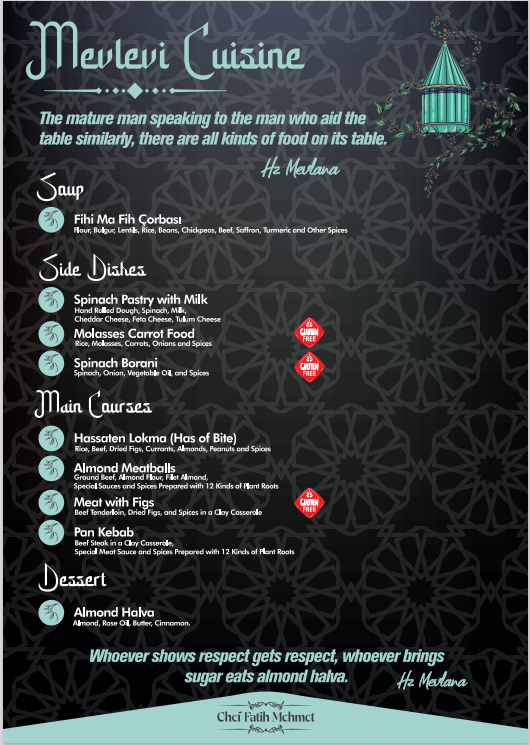 Mevlevi Cuisine
The mature man speaking to the man who aid the
table similarly, there are all kinds of food on its table.
Hz Mevlana
Soup
Fihi Ma Fih Çorbası
Flour, Bulgur, Lentils, Rice, Beans, Chickpeas, Beef, Saffron, Turmeric and Other Spices
Side Dishes
Spinach Pastry with Milk
Hand Rolled Dough, Spinach, Milk,
Cheddar Cheese, Feta Cheese, Tulum Cheese
Molasses Carrot Food
Rice, Molasses, Carrots, Onions and Spices
GLUTEN
FREE
Spinach Borani
Spinach, Onion, Vegetable Oil, and Spices
GLUTEN
FREE
Main Courses
Hassaten Lokma (Has of Bite)
Rice, Beef, Dried Figs, Currants, Almonds, Peanuts and Spices
Almond Meatballs
Ground Beef, Almond Flour, Filet Almond,
Special Sauces and Spices Prepared with 12 Kinds of Plant Roots
Meat with Figs
Beef Tenderloin, Dried Figs, and Spices in a Clay Casserole
GLUTEN
FREE
Pan Kebab
Beef Steak in a Clay Casserole,
Special Meat Sauce and Spices Prepared with 12 Kinds of Plant Roots
Dessert
Almond Halva
Almond, Rose Oil, Butter, Cinnamon.
Whoever shows respect gets respect, whoever brings
sugar eats almond halva.
Hz Mevlana
Chef Fatih Mehmet